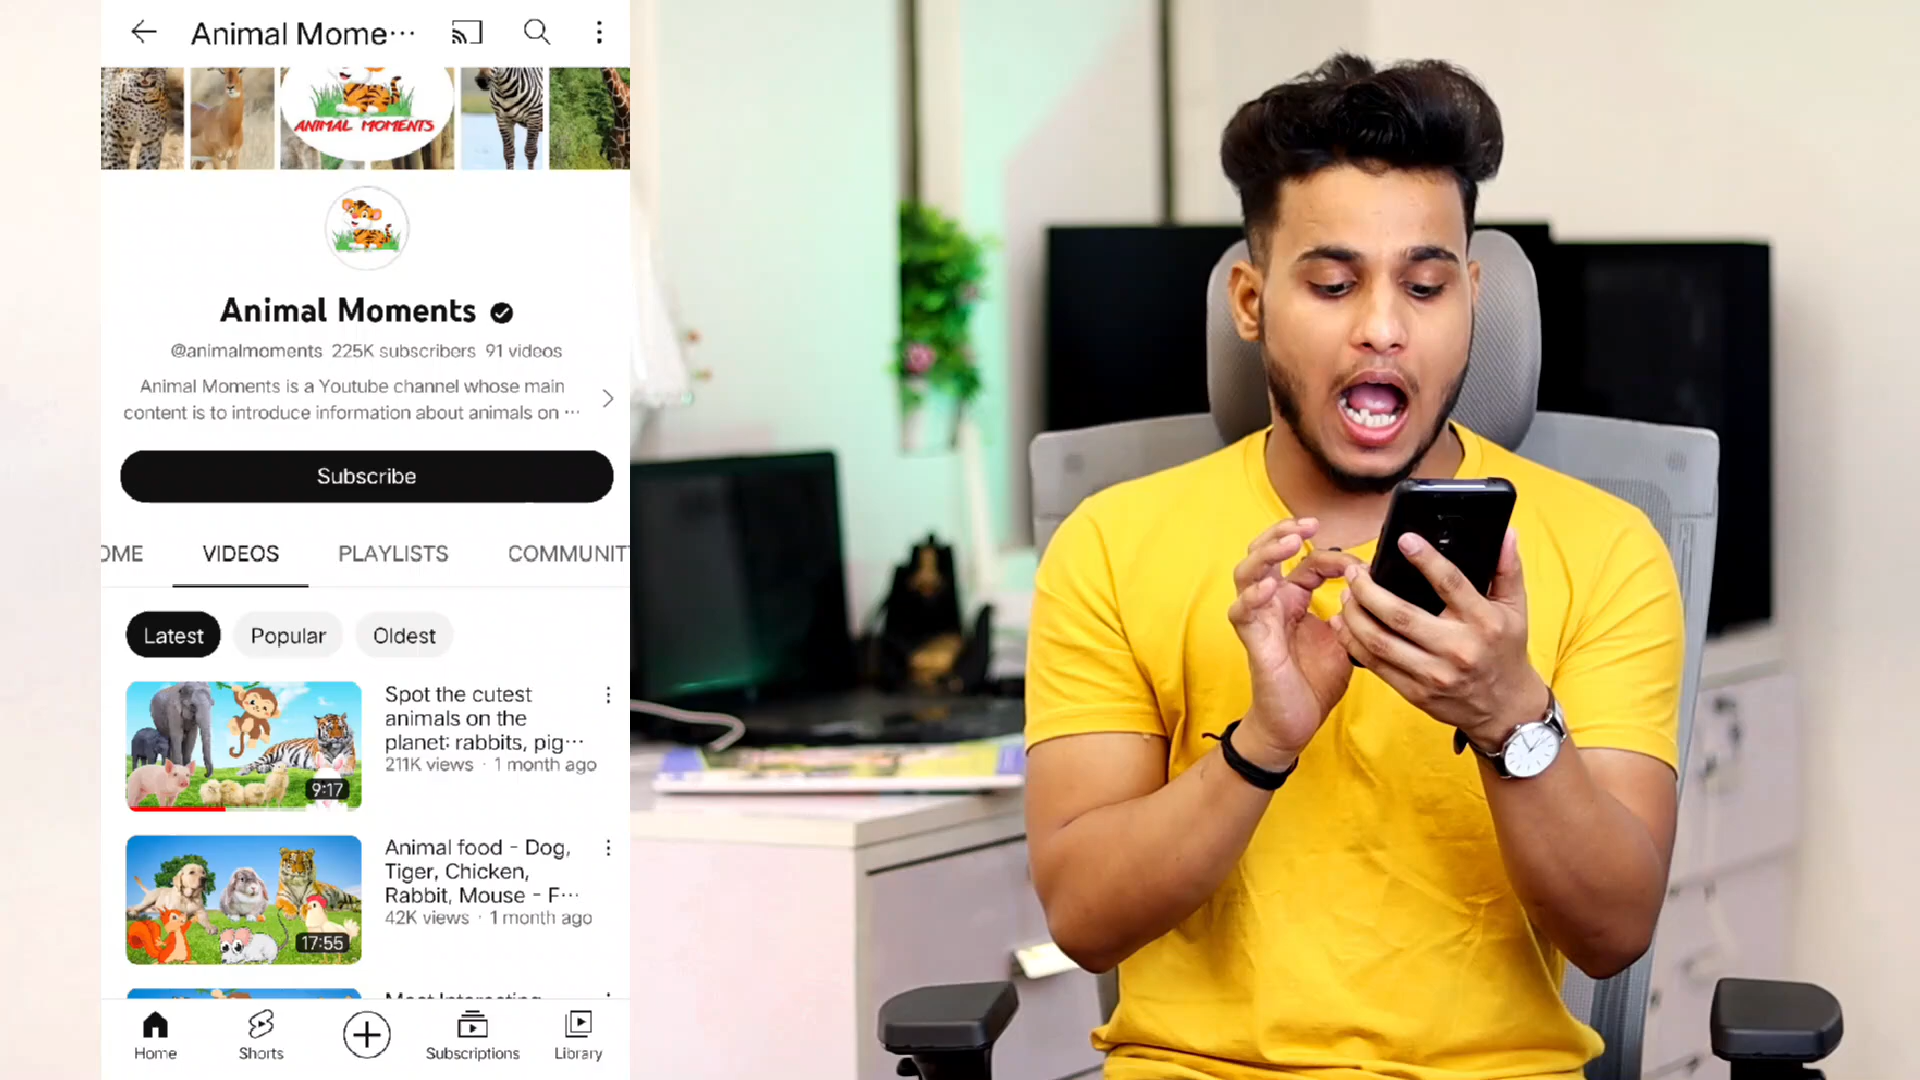 Animal Mome...
ANIMAL MOMENTS
Animal Moments
@animalmoments 225K subscribers 91 videos
Animal Moments is a Youtube channel whose main
content is to introduce information about animals on ...
Subscribe
OME VIDEOS PLAYLISTS COMMUNIT
Latest Popular Oldest
Spot the cutest
animals on the
planet: rabbits, pig...
211K views · 1 month ago
9:17
Animal food - Dog,
Tiger, Chicken,
Rabbit, Mouse - F...
42K views · 1 month ago
17:55
Most Interesting
Home Shorts Subscriptions Library